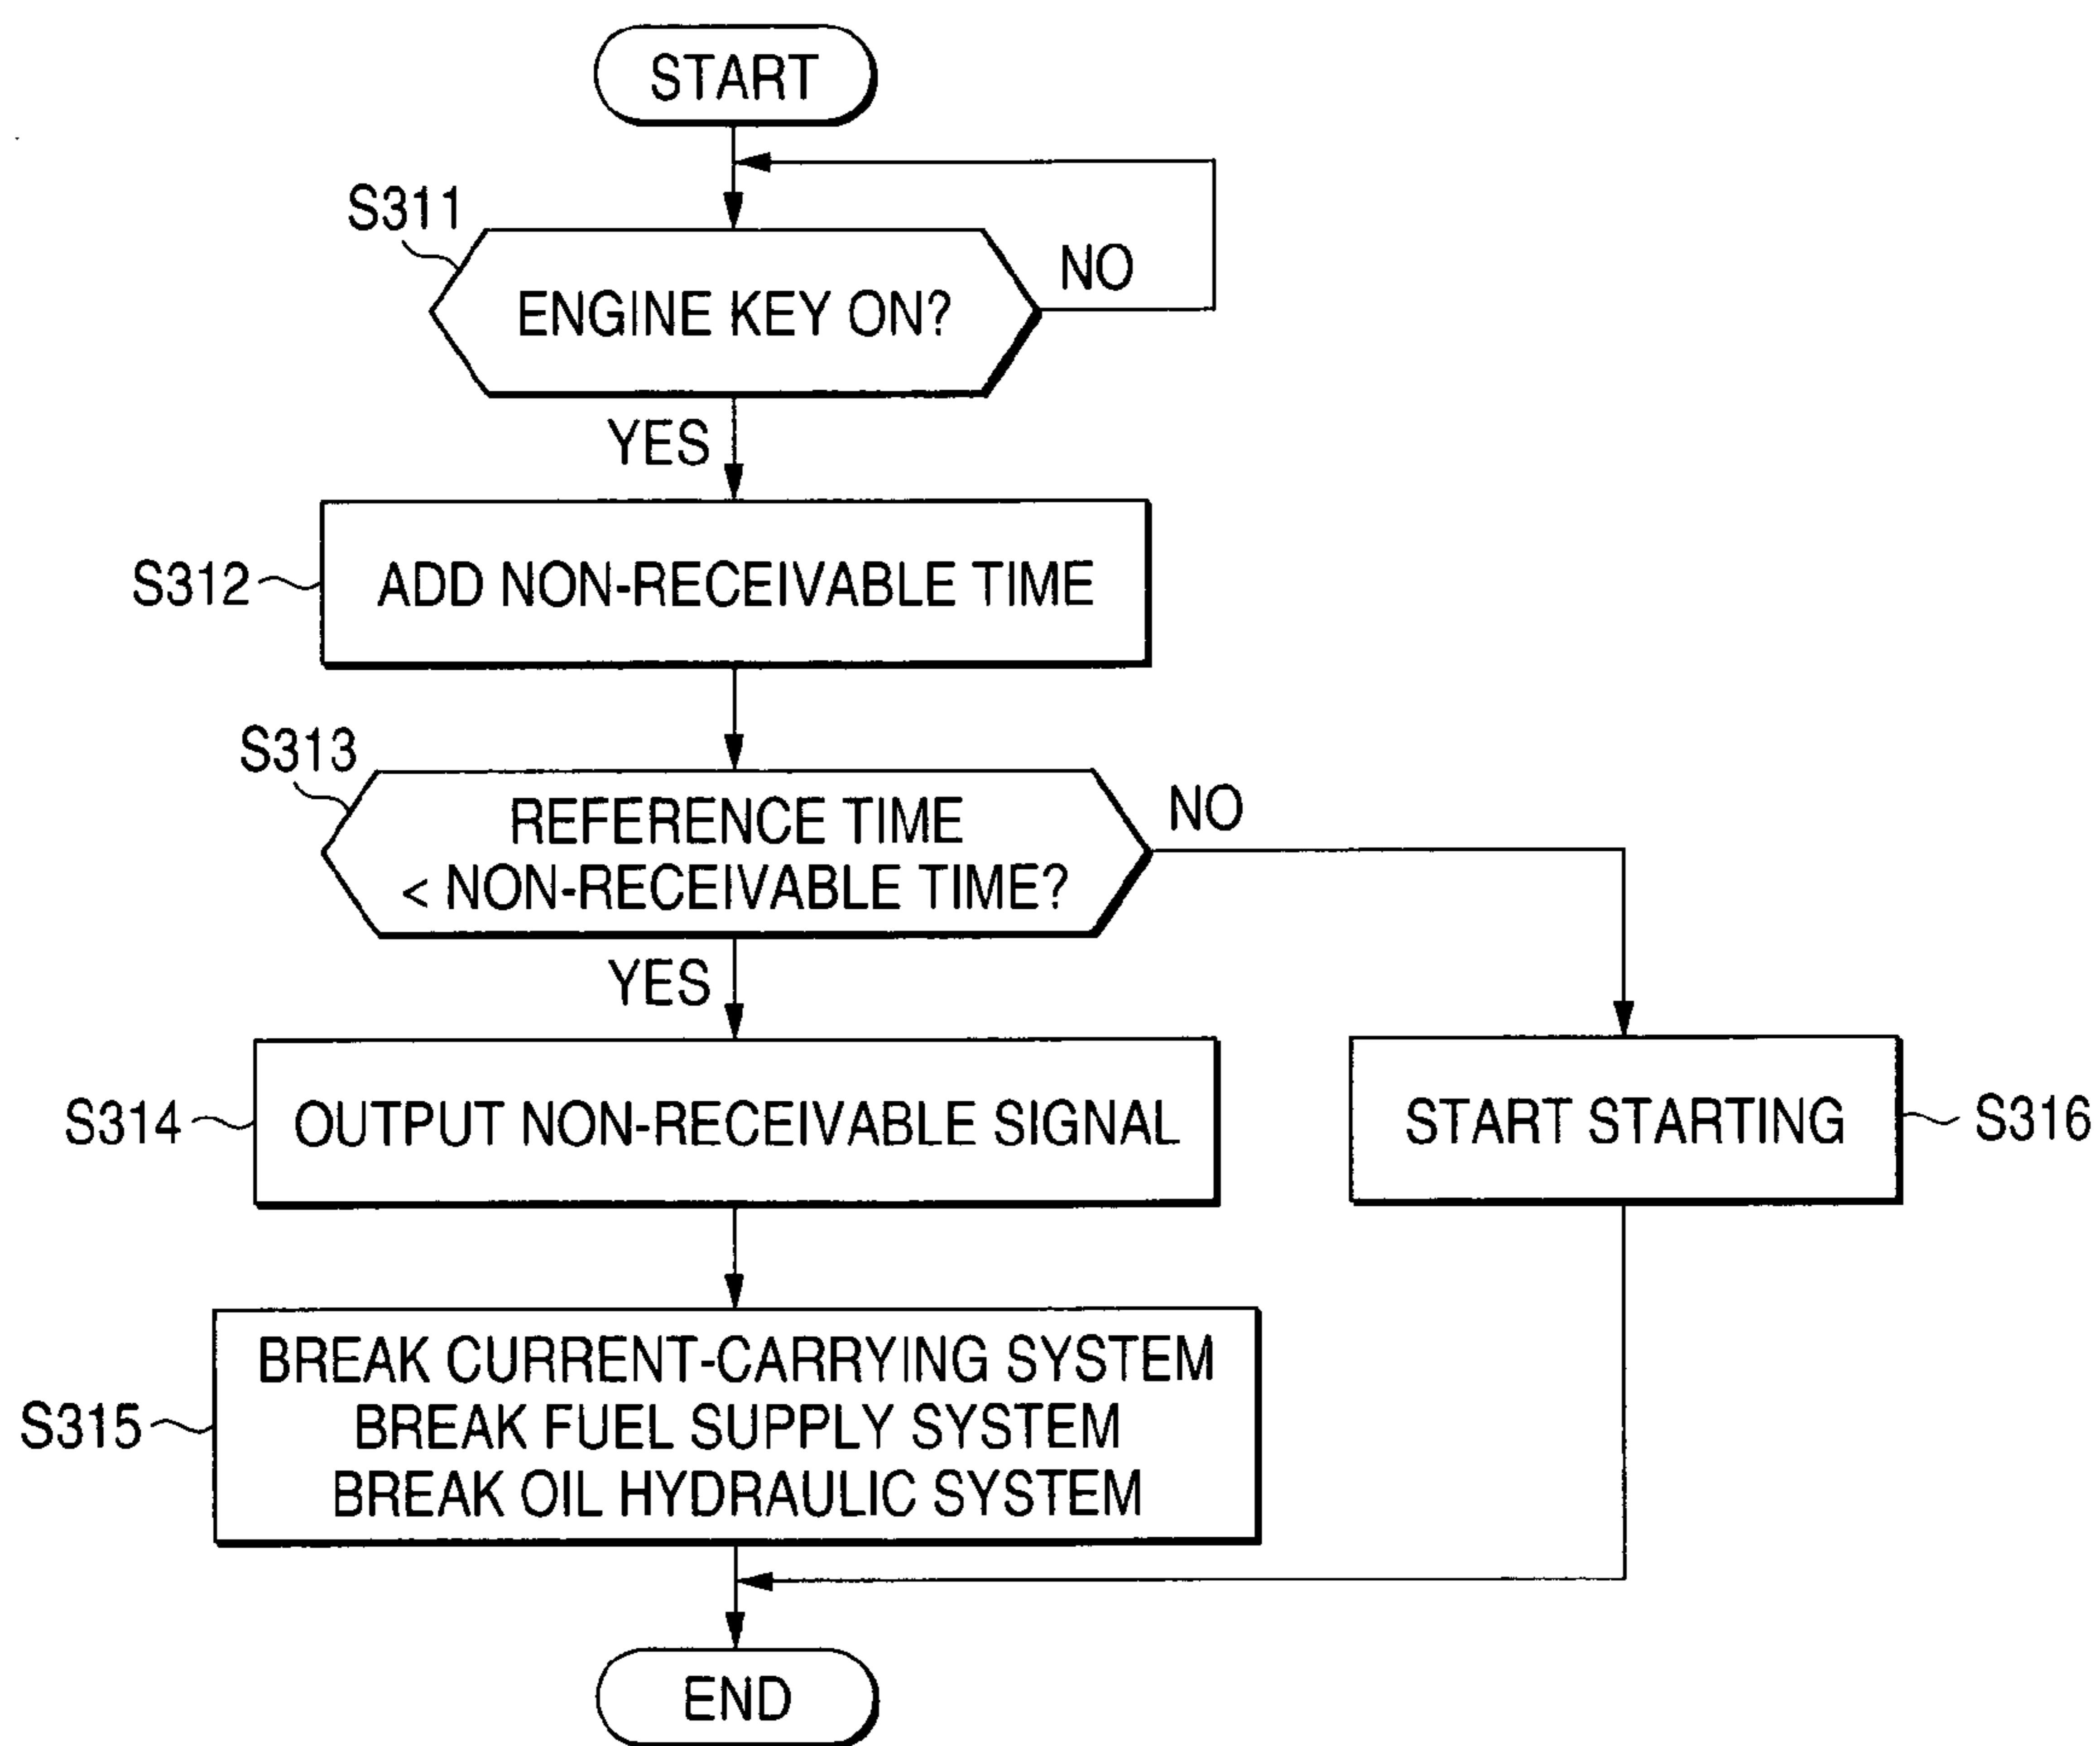 START
S311
ENGINE KEY ON?
NO
YES
S312
ADD NON-RECEIVABLE TIME
S313
REFERENCE TIME
< NON-RECEIVABLE TIME?
NO
YES
S314
OUTPUT NON-RECEIVABLE SIGNAL
START STARTING
S316
S315
BREAK CURRENT-CARRYING SYSTEM
BREAK FUEL SUPPLY SYSTEM
BREAK OIL HYDRAULIC SYSTEM
END